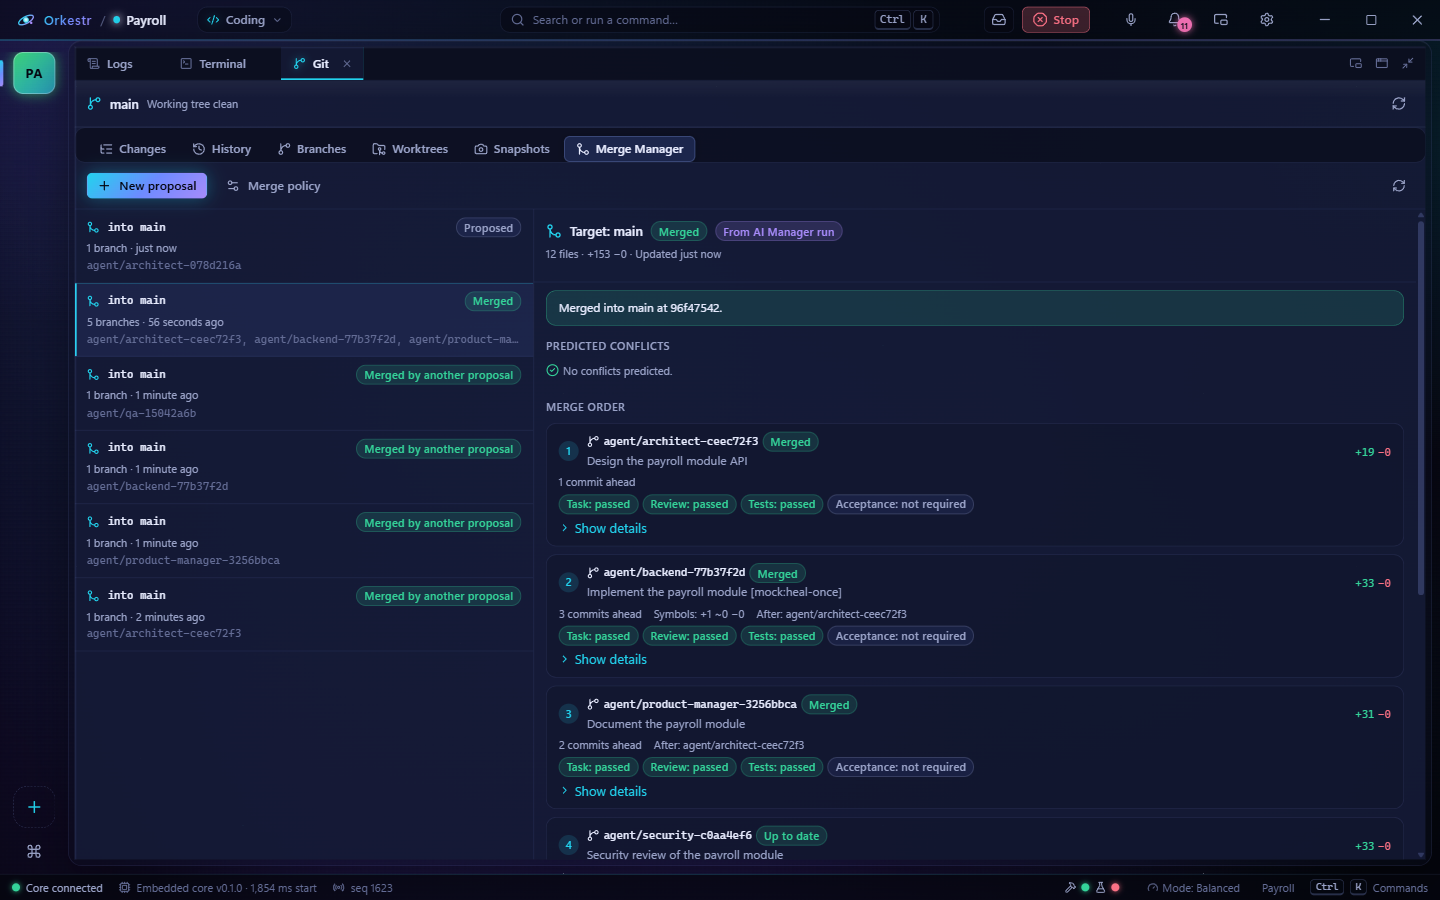 Orkestr / Payroll
Coding
Search or run a command...
Ctrl K
Stop
11
PA
Logs
Terminal
Git
main Working tree clean
Changes
History
Branches
Worktrees
Snapshots
Merge Manager
New proposal
Merge policy
into main
Proposed
1 branch · just now
agent/architect-078d216a
into main
Merged
5 branches · 56 seconds ago
agent/architect-ceec72f3, agent/backend-77b37f2d, agent/product-ma…
into main
Merged by another proposal
1 branch · 1 minute ago
agent/qa-15042a6b
into main
Merged by another proposal
1 branch · 1 minute ago
agent/backend-77b37f2d
into main
Merged by another proposal
1 branch · 1 minute ago
agent/product-manager-3256bbca
into main
Merged by another proposal
1 branch · 2 minutes ago
agent/architect-ceec72f3
Target: main Merged From AI Manager run
12 files · +153 −0 · Updated just now
Merged into main at 96f47542.
PREDICTED CONFLICTS
No conflicts predicted.
MERGE ORDER
1 agent/architect-ceec72f3 Merged
Design the payroll module API
+19 −0
1 commit ahead
Task: passed Review: passed Tests: passed Acceptance: not required
Show details
2 agent/backend-77b37f2d Merged
Implement the payroll module [mock:heal-once]
+33 −0
3 commits ahead Symbols: +1 ~0 −0 After: agent/architect-ceec72f3
Task: passed Review: passed Tests: passed Acceptance: not required
Show details
3 agent/product-manager-3256bbca Merged
Document the payroll module
+31 −0
2 commits ahead After: agent/architect-ceec72f3
Task: passed Review: passed Tests: passed Acceptance: not required
Show details
4 agent/security-c0aa4ef6 Up to date
Security review of the payroll module
+33 −0
Core connected
Embedded core v0.1.0 · 1,854 ms start
seq 1623
Mode: Balanced
Payroll
Ctrl K Commands